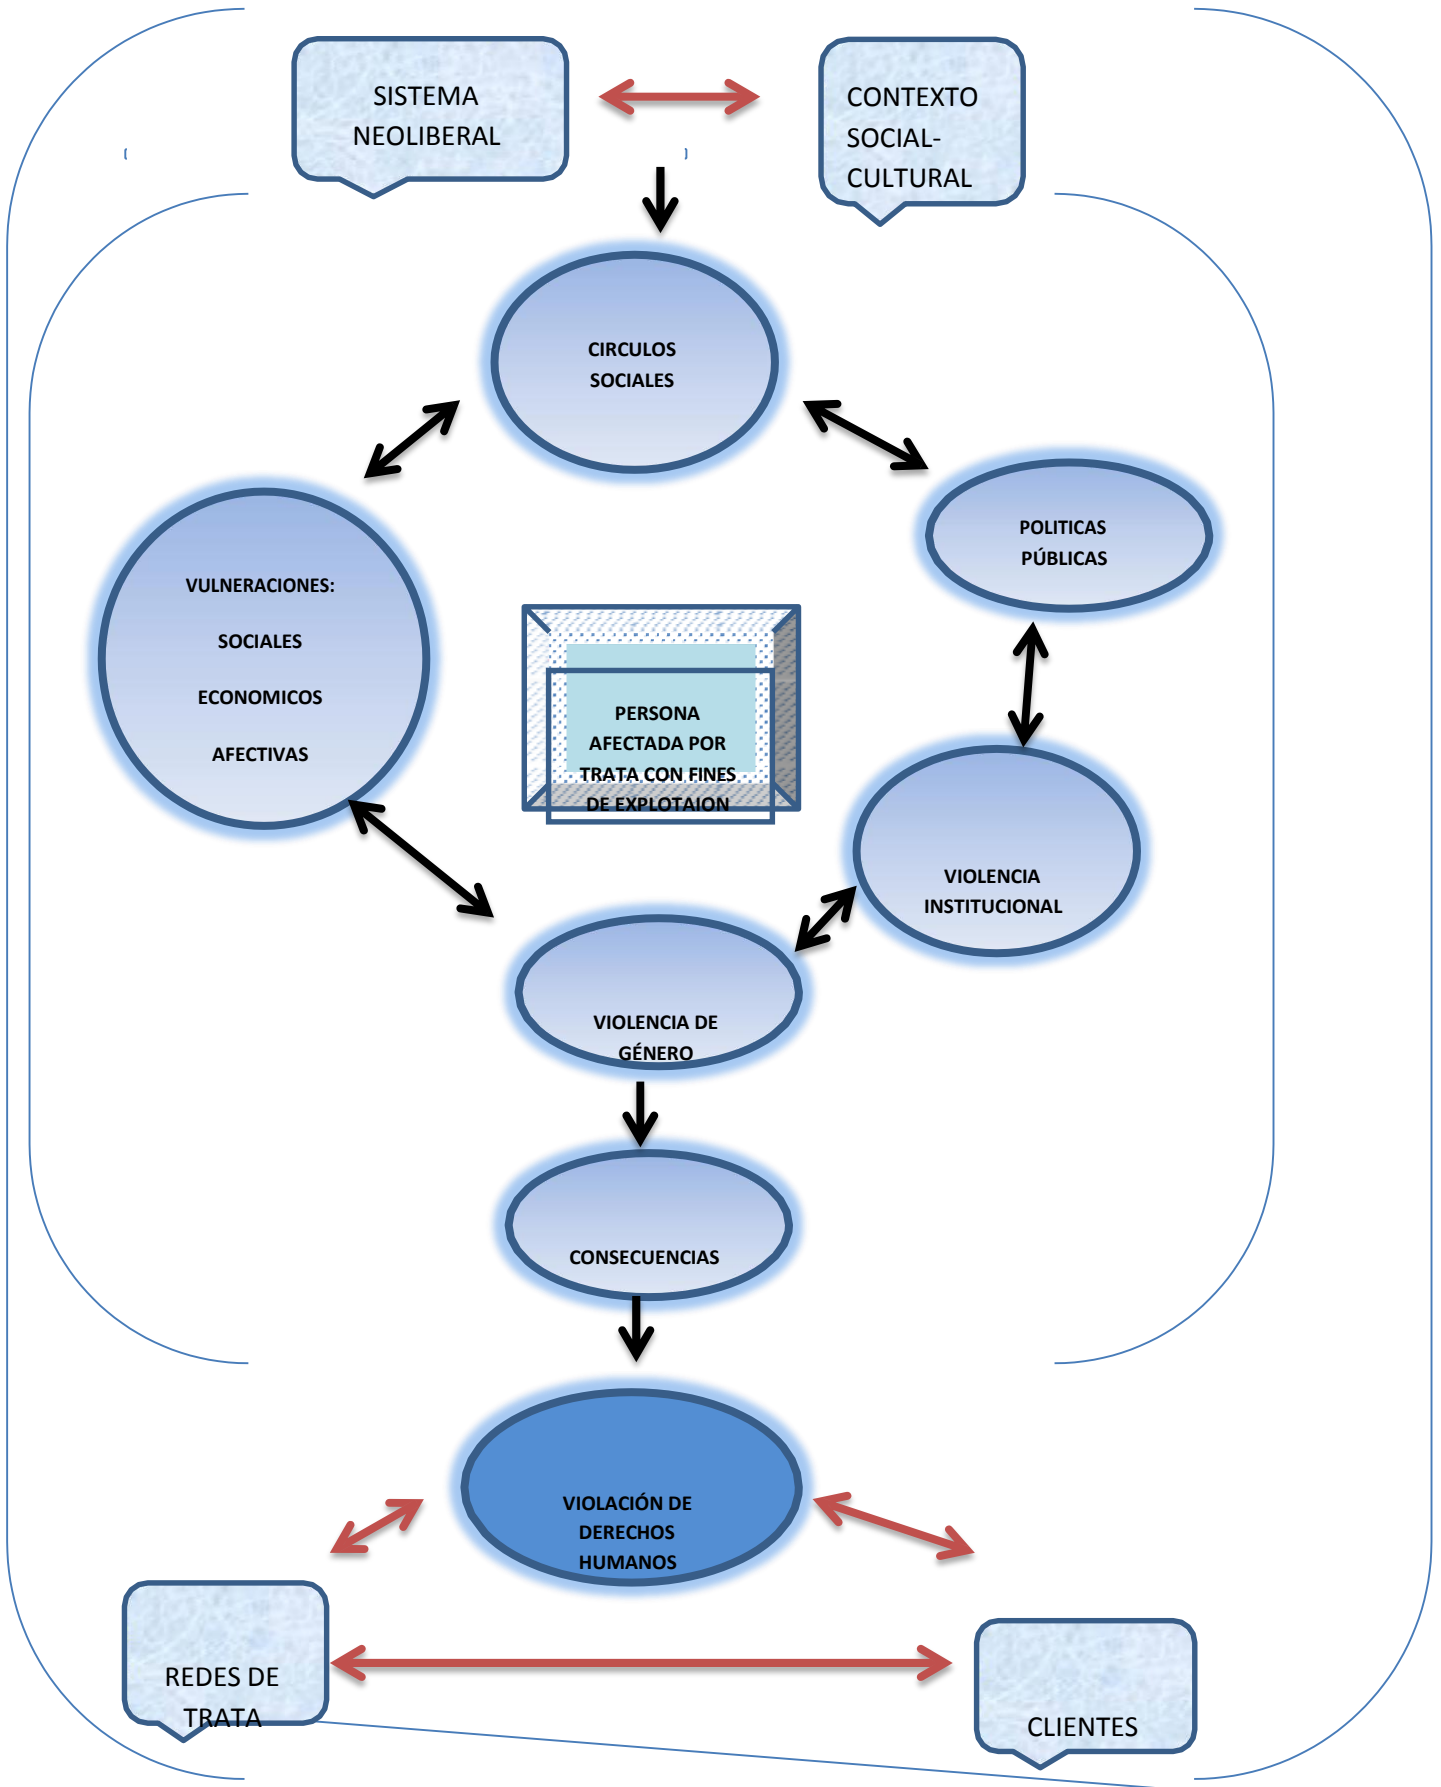 SISTEMA
NEOLIBERAL
CONTEXTO
SOCIAL-
CULTURAL
CIRCULOS
SOCIALES
POLITICAS
PÚBLICAS
VULNERACIONES:
SOCIALES
ECONOMICOS
AFECTIVAS
PERSONA
AFECTADA POR
TRATA CON FINES
DE EXPLOTAION
VIOLENCIA
INSTITUCIONAL
VIOLENCIA DE
GÉNERO
CONSECUENCIAS
VIOLACIÓN DE
DERECHOS
HUMANOS
REDES DE
TRATA
CLIENTES